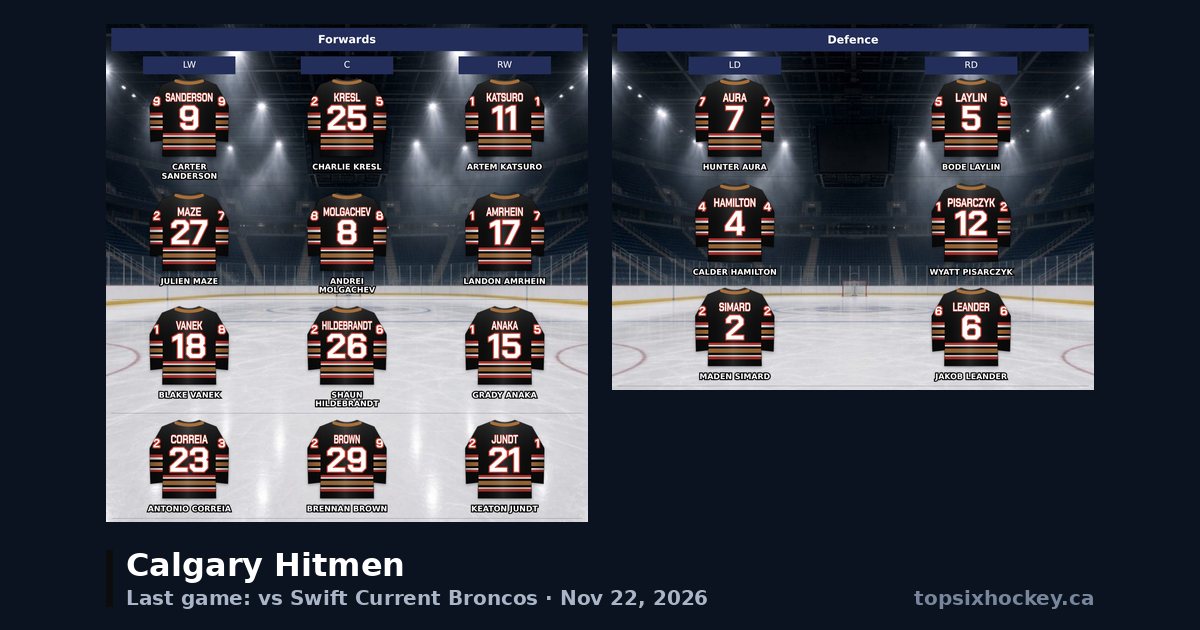 Forwards
LW C RW
9 SANDERSON 9
9
CARTER
SANDERSON
2 KRESL 5
25
CHARLIE KRESL
1 KATSURO 1
11
ARTEM KATSURO
2 MAZE 7
27
JULIEN MAZE
8 MOLGACHEV 8
8
ANDREI
MOLGACHEV
1 AMRHEIN 7
17
LANDON AMRHEIN
1 VANEK 8
18
BLAKE VANEK
2 HILDEBRANDT 6
26
SHAUN
HILDEBRANDT
1 ANAKA 5
15
GRADY ANAKA
2 CORREIA 3
23
ANTONIO CORREIA
2 BROWN 9
29
BRENNAN BROWN
2 JUNDT 1
21
KEATON JUNDT
Defence
LD RD
7 AURA 7
7
HUNTER AURA
5 LAYLIN 5
5
BODE LAYLIN
4 HAMILTON 4
4
CALDER HAMILTON
1 PISARCZYK 2
12
WYATT PISARCZYK
2 SIMARD 2
2
MADEN SIMARD
6 LEANDER 6
6
JAKOB LEANDER
Calgary Hitmen
Last game: vs Swift Current Broncos · Nov 22, 2026
topsixhockey.ca